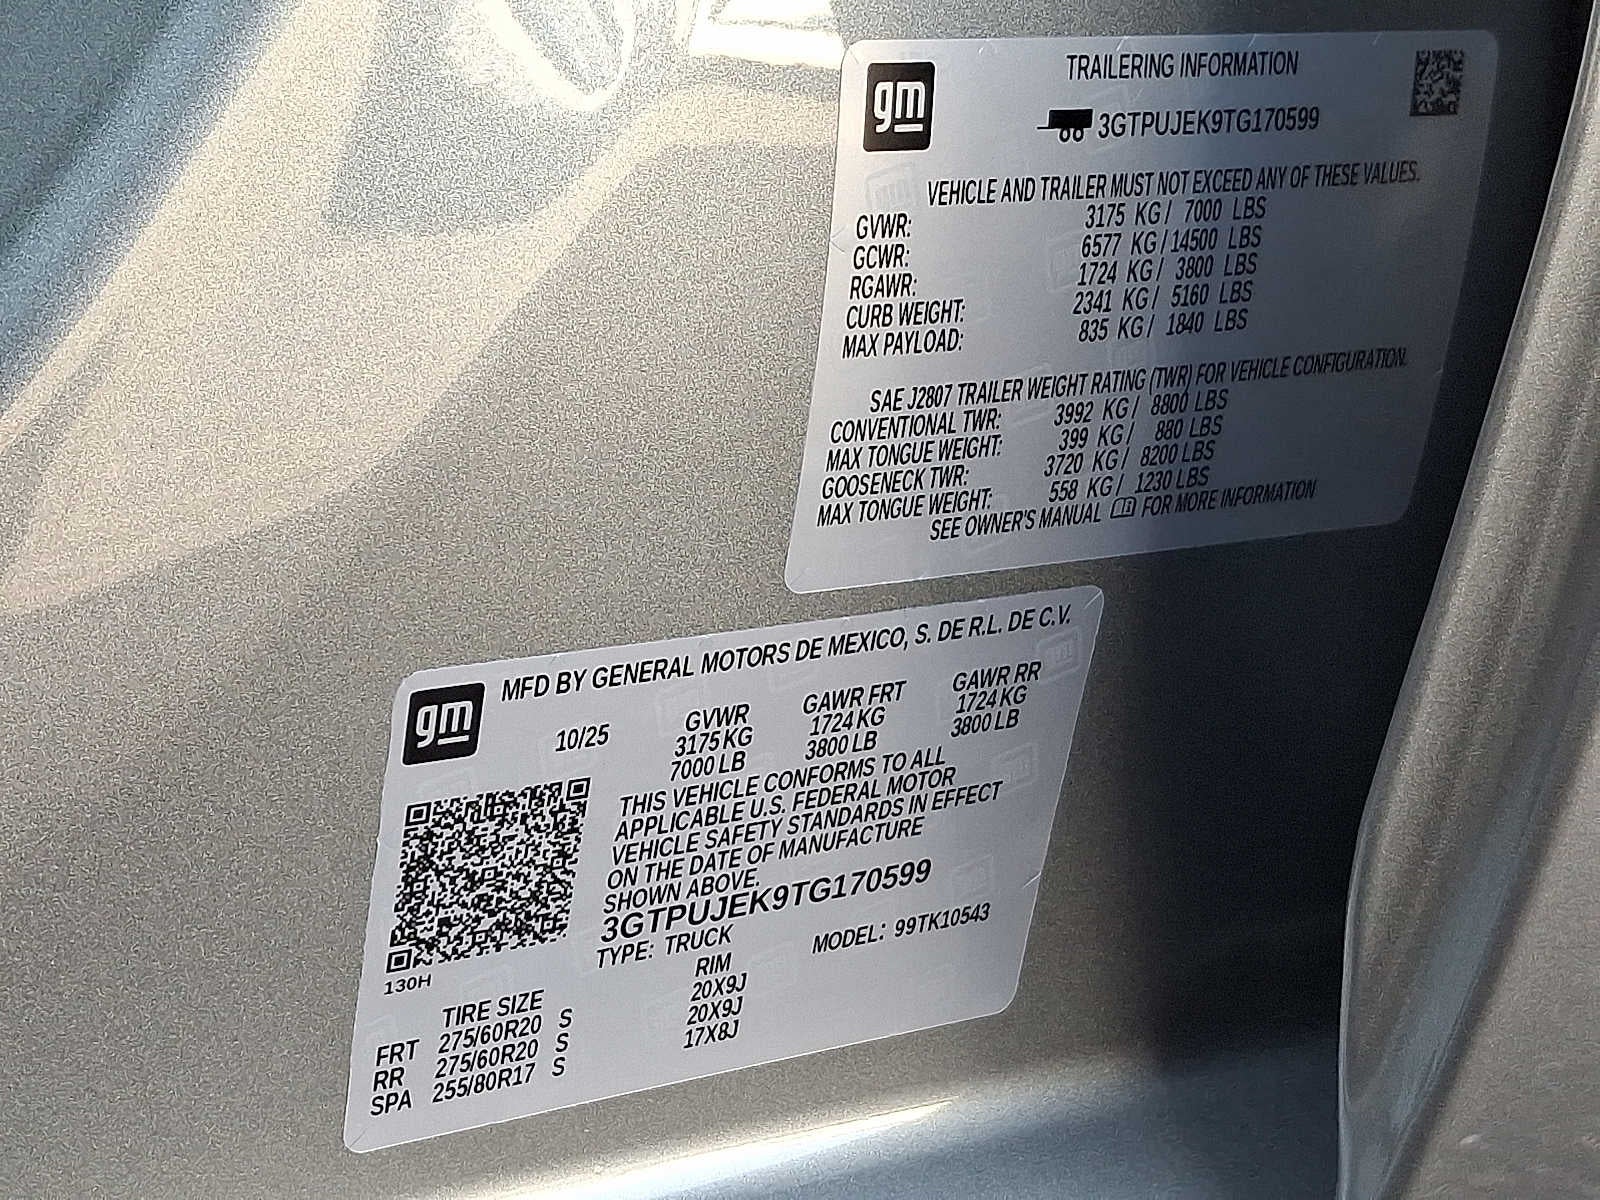 gm
TRAILERING INFORMATION
3GTPUJEK9TG170599
VEHICLE AND TRAILER MUST NOT EXCEED ANY OF THESE VALUES.
GVWR: 3175 KG / 7000 LBS
GCWR: 6577 KG / 14500 LBS
RGAWR: 1724 KG / 3800 LBS
CURB WEIGHT: 2341 KG / 5160 LBS
MAX PAYLOAD: 835 KG / 1840 LBS
SAE J2807 TRAILER WEIGHT RATING (TWR) FOR VEHICLE CONFIGURATION.
CONVENTIONAL TWR: 3992 KG / 8800 LBS
MAX TONGUE WEIGHT: 399 KG / 880 LBS
GOOSENECK TWR: 3720 KG / 8200 LBS
MAX TONGUE WEIGHT: 558 KG / 1230 LBS
SEE OWNER'S MANUAL FOR MORE INFORMATION
gm
MFD BY GENERAL MOTORS DE MEXICO, S. DE R.L. DE C.V.
10/25 GVWR GAWR FRT GAWR RR
3175 KG 1724 KG 1724 KG
7000 LB 3800 LB 3800 LB
THIS VEHICLE CONFORMS TO ALL
APPLICABLE U.S. FEDERAL MOTOR
VEHICLE SAFETY STANDARDS IN EFFECT
ON THE DATE OF MANUFACTURE
SHOWN ABOVE.
3GTPUJEK9TG170599
TYPE: TRUCK MODEL: 99TK10543
130H
TIRE SIZE RIM
FRT 275/60R20 S 20X9J
RR 275/60R20 S 20X9J
SPA 255/80R17 S 17X8J